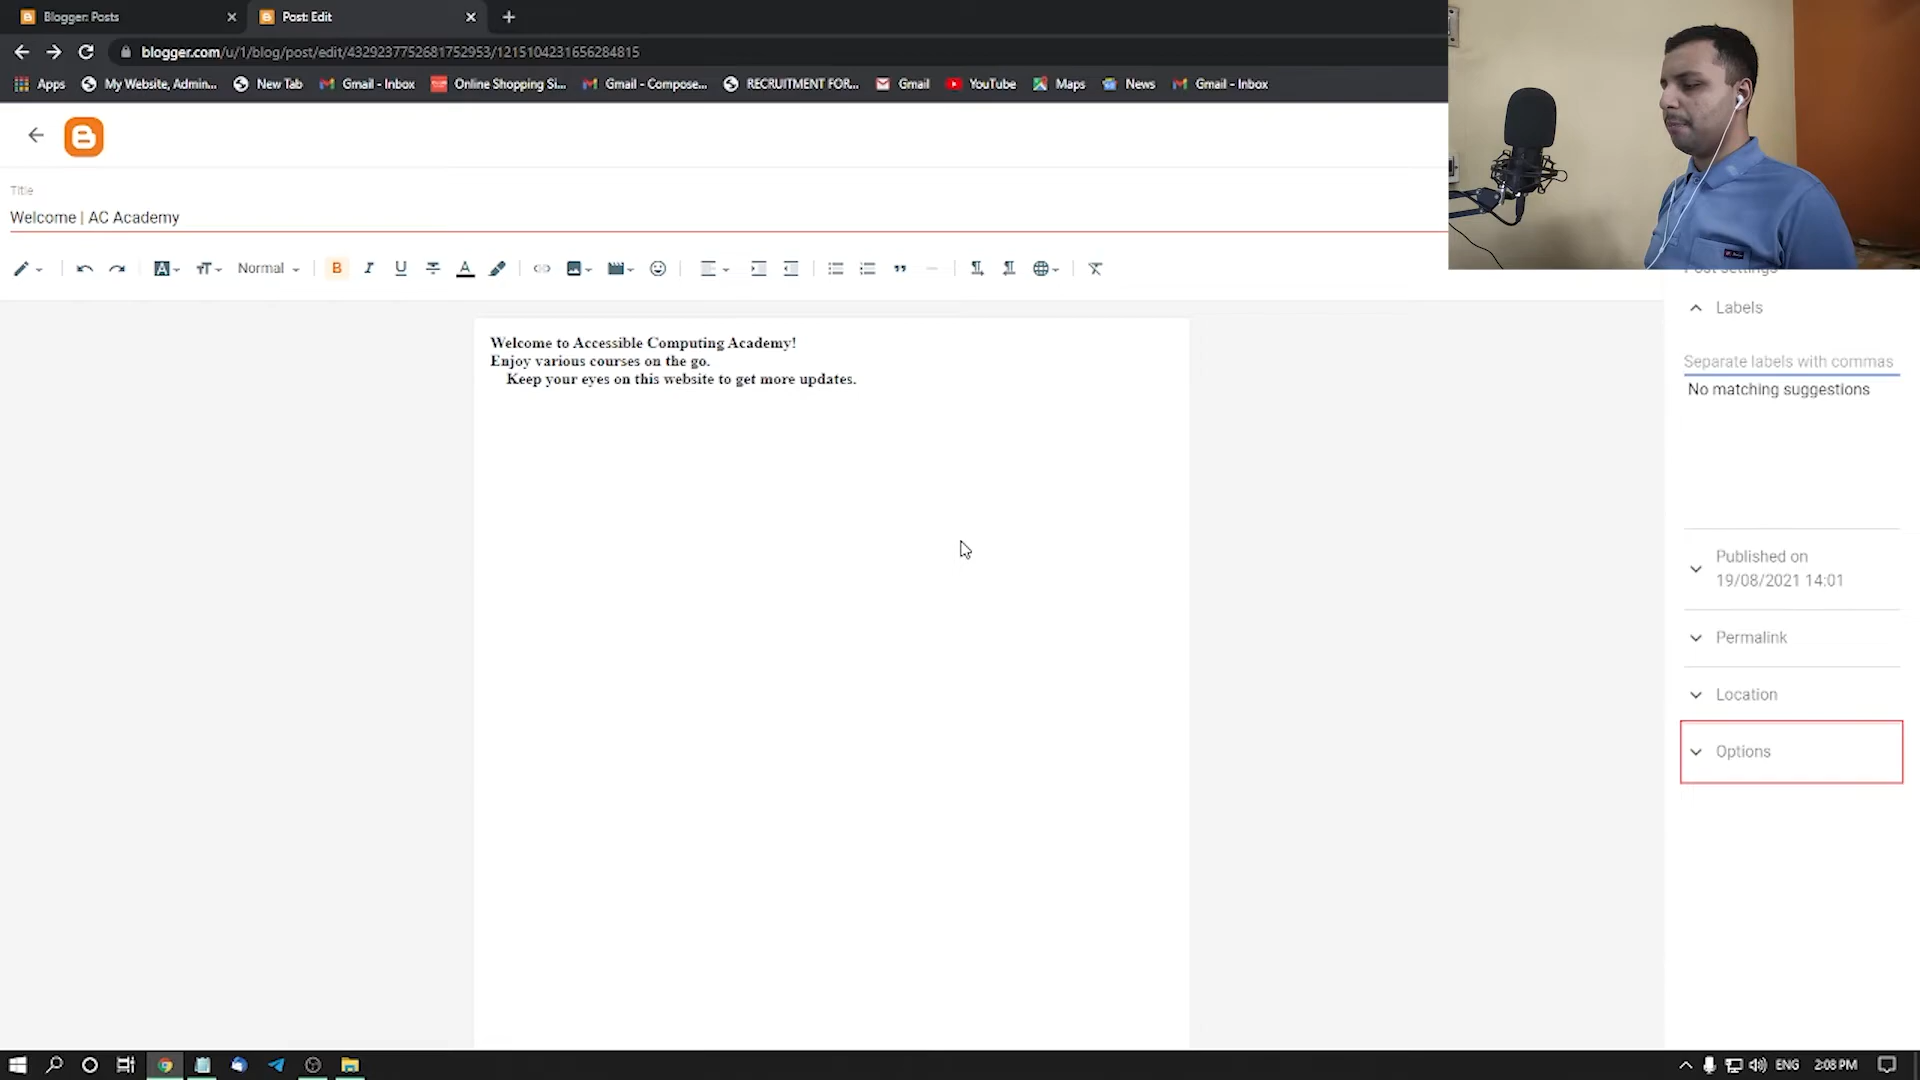 Blogger: Posts
Post: Edit
blogger.com/u/1/blog/post/edit/4329237752681752953/1215104231656284815
Apps
My Website, Admin...
New Tab
Gmail - Inbox
Online Shopping Si...
Gmail - Compose...
RECRUITMENT FOR...
Gmail
YouTube
Maps
News
Gmail - Inbox
Title
Welcome | AC Academy
Normal
B
Post settings
Labels
Separate labels with commas
No matching suggestions
Welcome to Accessible Computing Academy!
Enjoy various courses on the go.
Keep your eyes on this website to get more updates.
Published on
19/08/2021 14:01
Permalink
Location
Options
ENG
2:08 PM